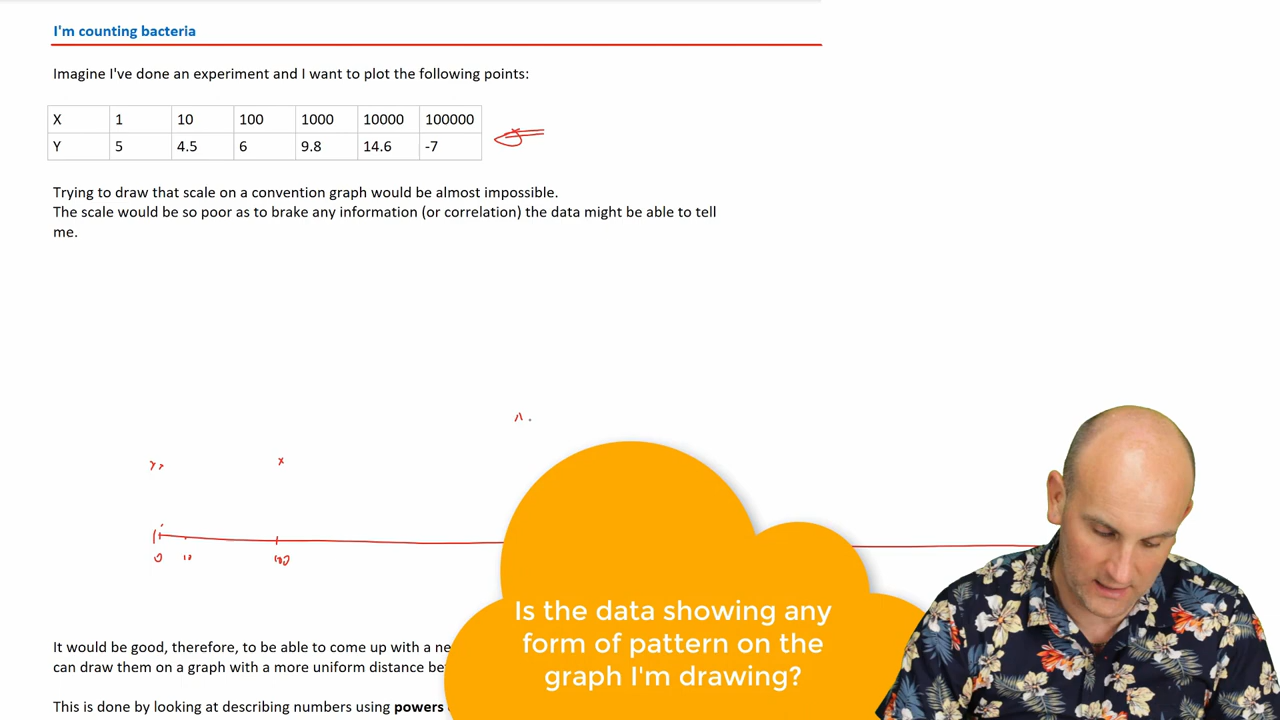 I'm counting bacteria
Imagine I've done an experiment and I want to plot the following points:
X 1 10 100 1000 10000 100000
Y 5 4.5 6 9.8 14.6 -7
Trying to draw that scale on a convention graph would be almost impossible.
The scale would be so poor as to brake any information (or correlation) the data might be able to tell
me.
0 10 100
It would be good, therefore, to be able to come up with a
can draw them on a graph with a more uniform distance
This is done by looking at describing numbers using powers
Is the data showing any
form of pattern on the
graph I'm drawing?